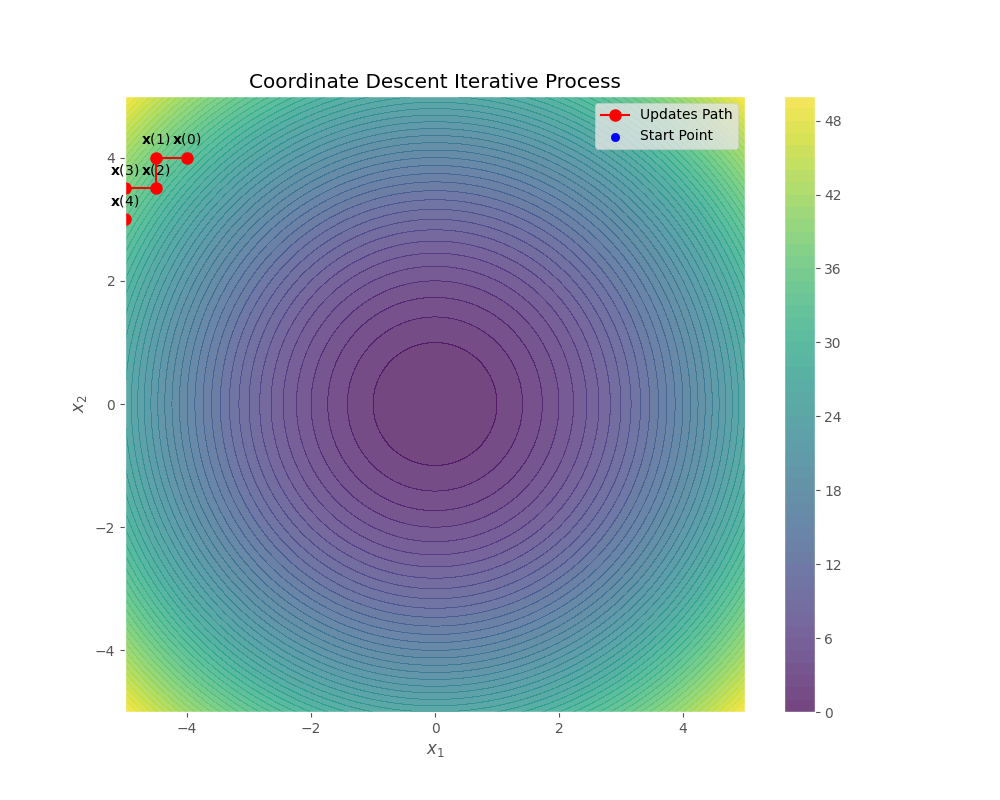 Coordinate Descent Iterative Process
Updates Path
Start Point
x(1) x(0)
x(3) x(2)
x(4)
4
2
0
−2
−4
x₂
−4 −2 0 2 4
x₁
48
42
36
30
24
18
12
6
0